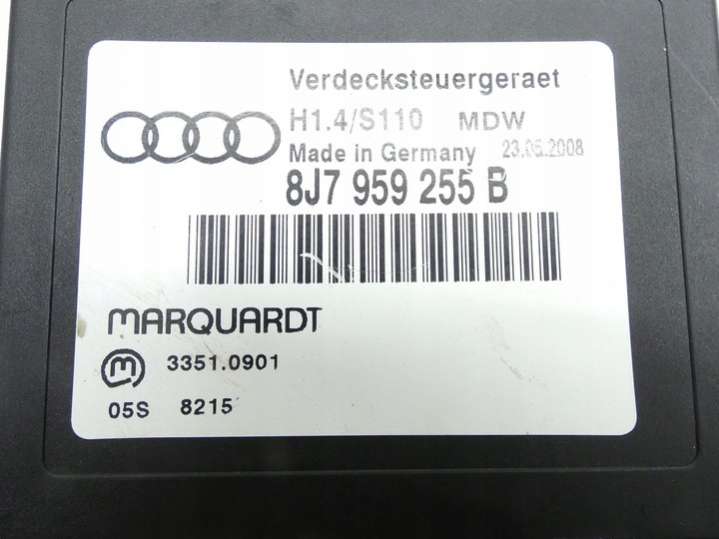 Verdecksteuergeraet
H1.4/S110 MDW
Made in Germany 23.05.2008
8J7 959 255 B
MARQUARDT
m 3351.0901
05S 8215